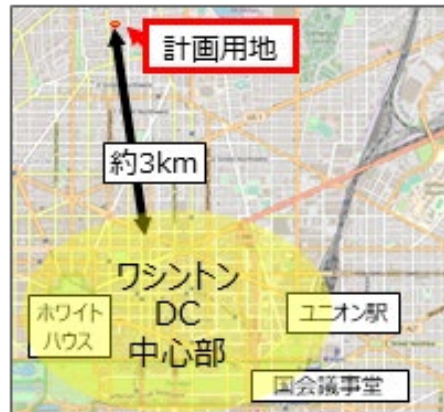 計画用地
約3km
ワシントン
DC
中心部
ホワイト
ハウス
ユニオン駅
国会議事堂